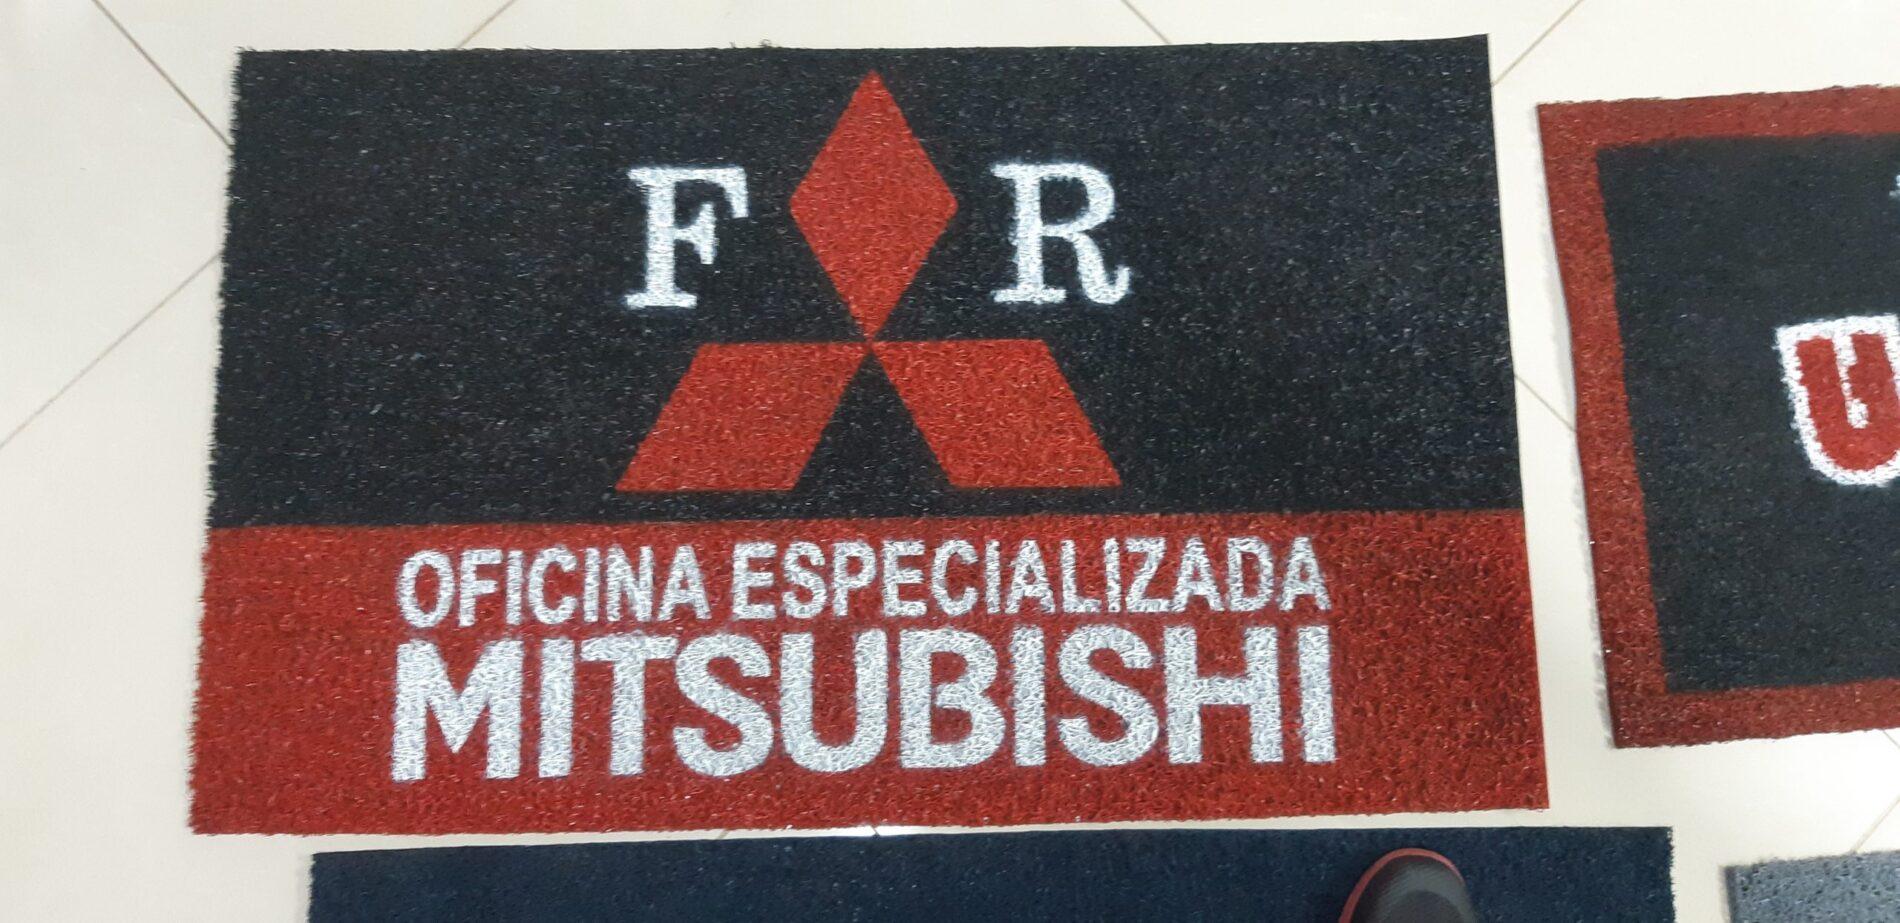 F R
OFICINA ESPECIALIZADA
MITSUBISHI
U